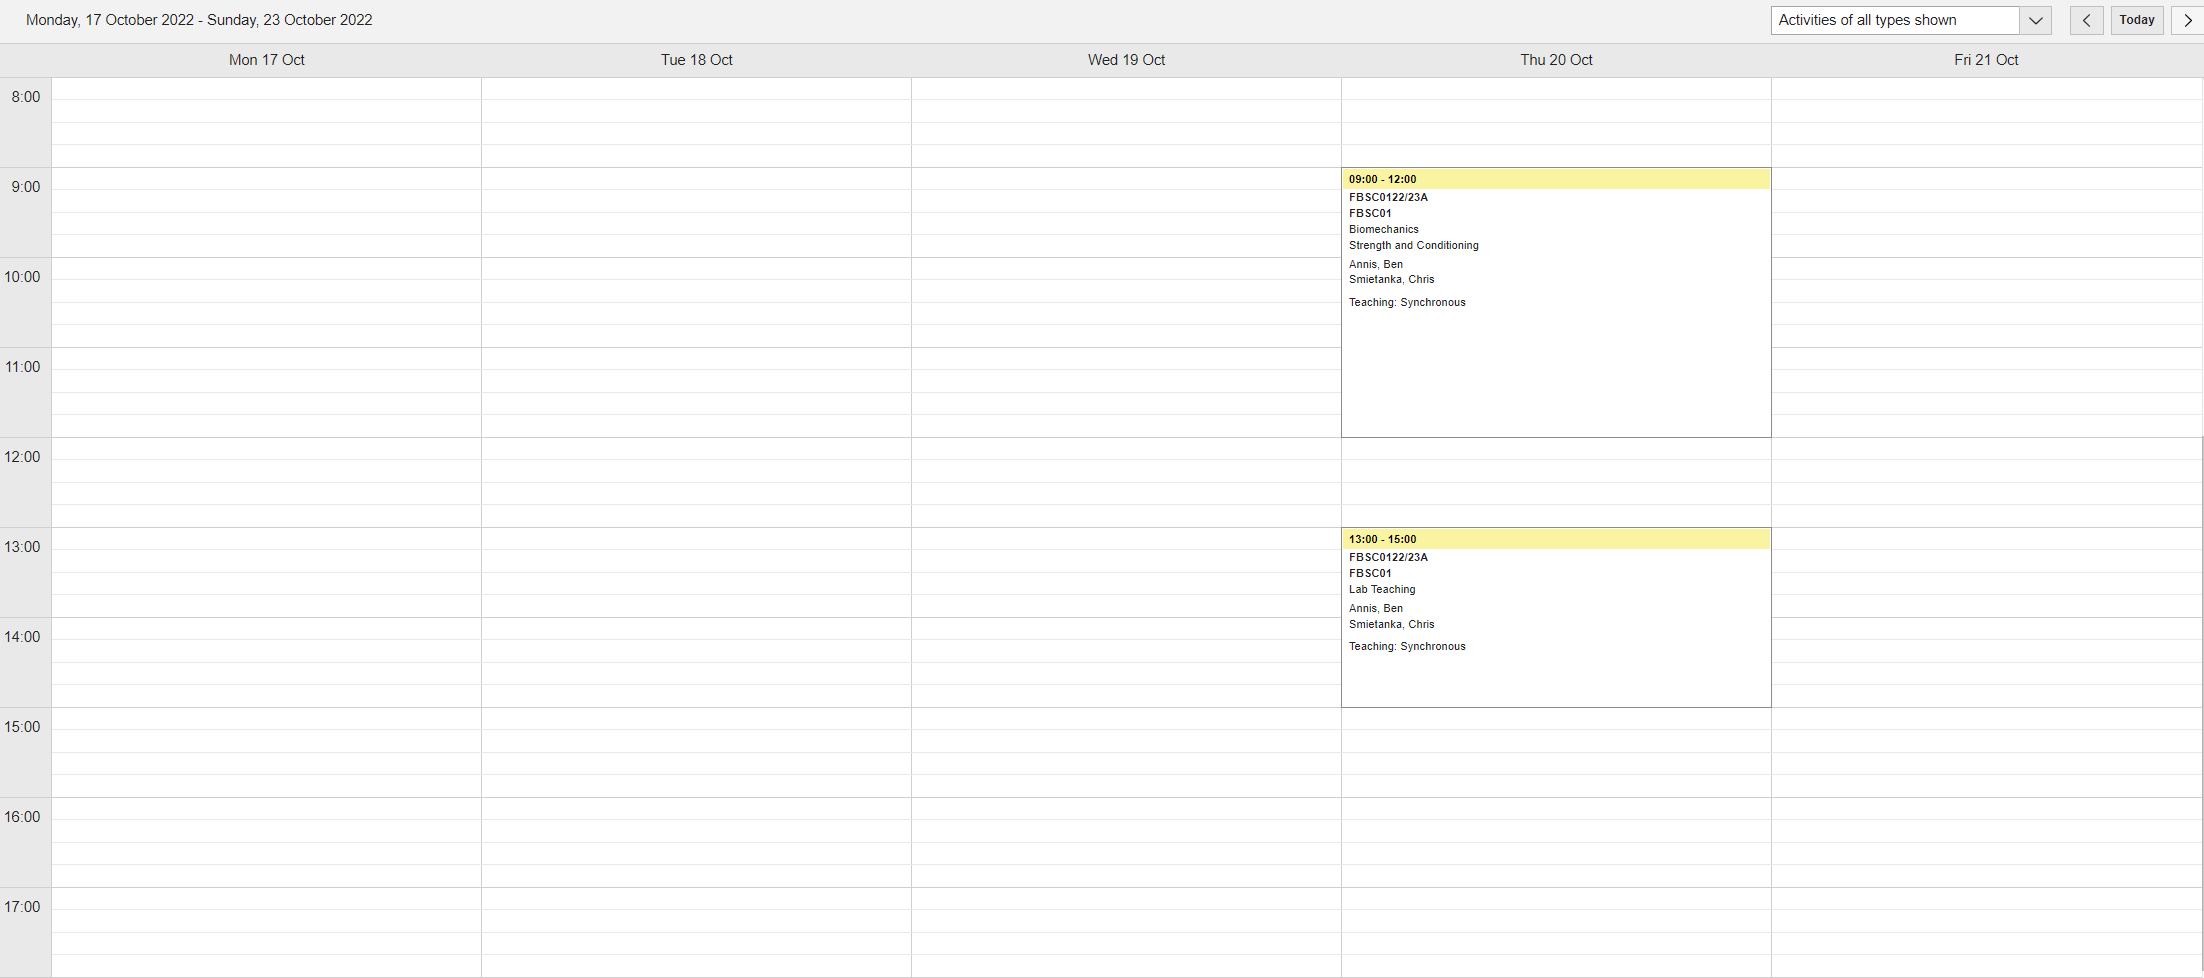 Monday, 17 October 2022 - Sunday, 23 October 2022
Activities of all types shown
Today
Mon 17 Oct
Tue 18 Oct
Wed 19 Oct
Thu 20 Oct
Fri 21 Oct
8:00
9:00
10:00
11:00
12:00
13:00
14:00
15:00
16:00
17:00
09:00 - 12:00
FBSC0122/23A
FBSC01
Biomechanics
Strength and Conditioning
Annis, Ben
Smietanka, Chris
Teaching: Synchronous
13:00 - 15:00
FBSC0122/23A
FBSC01
Lab Teaching
Annis, Ben
Smietanka, Chris
Teaching: Synchronous